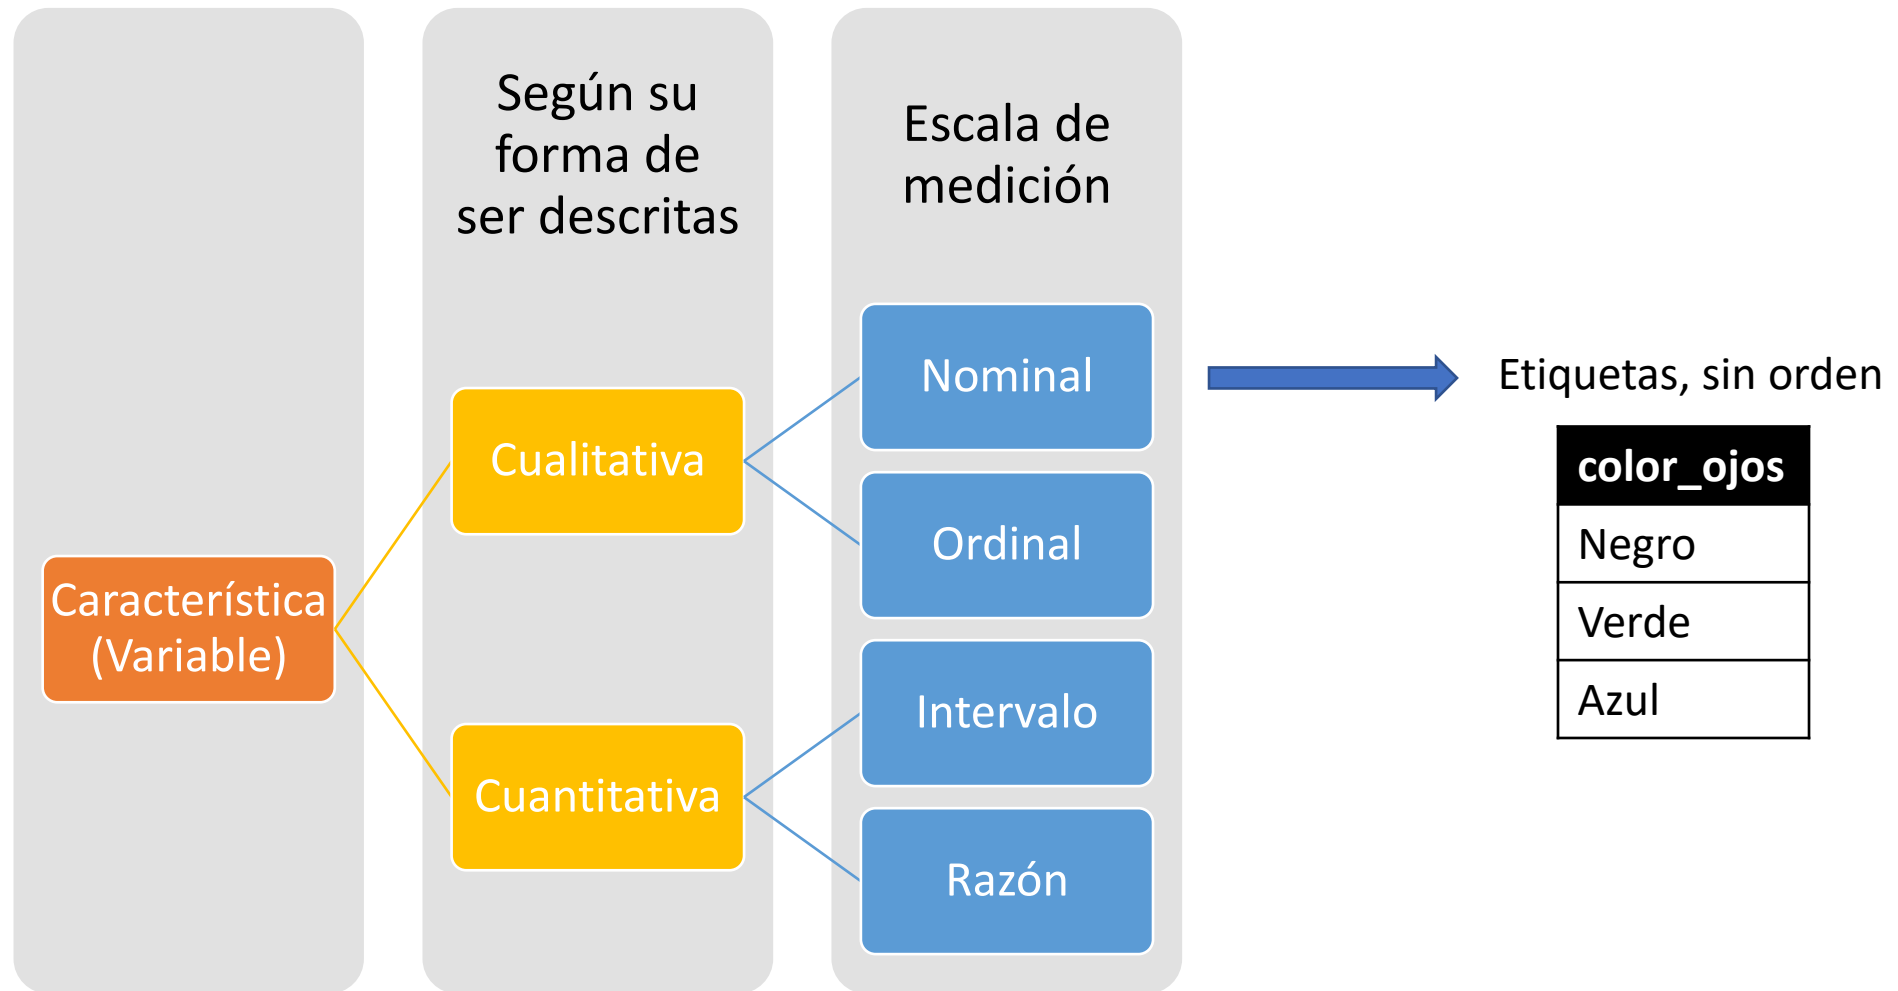 Según su
forma de
ser descritas
Escala de
medición
Característica
(Variable)
Cualitativa
Cuantitativa
Nominal
Ordinal
Intervalo
Razón
Etiquetas, sin orden
color_ojos
Negro
Verde
Azul